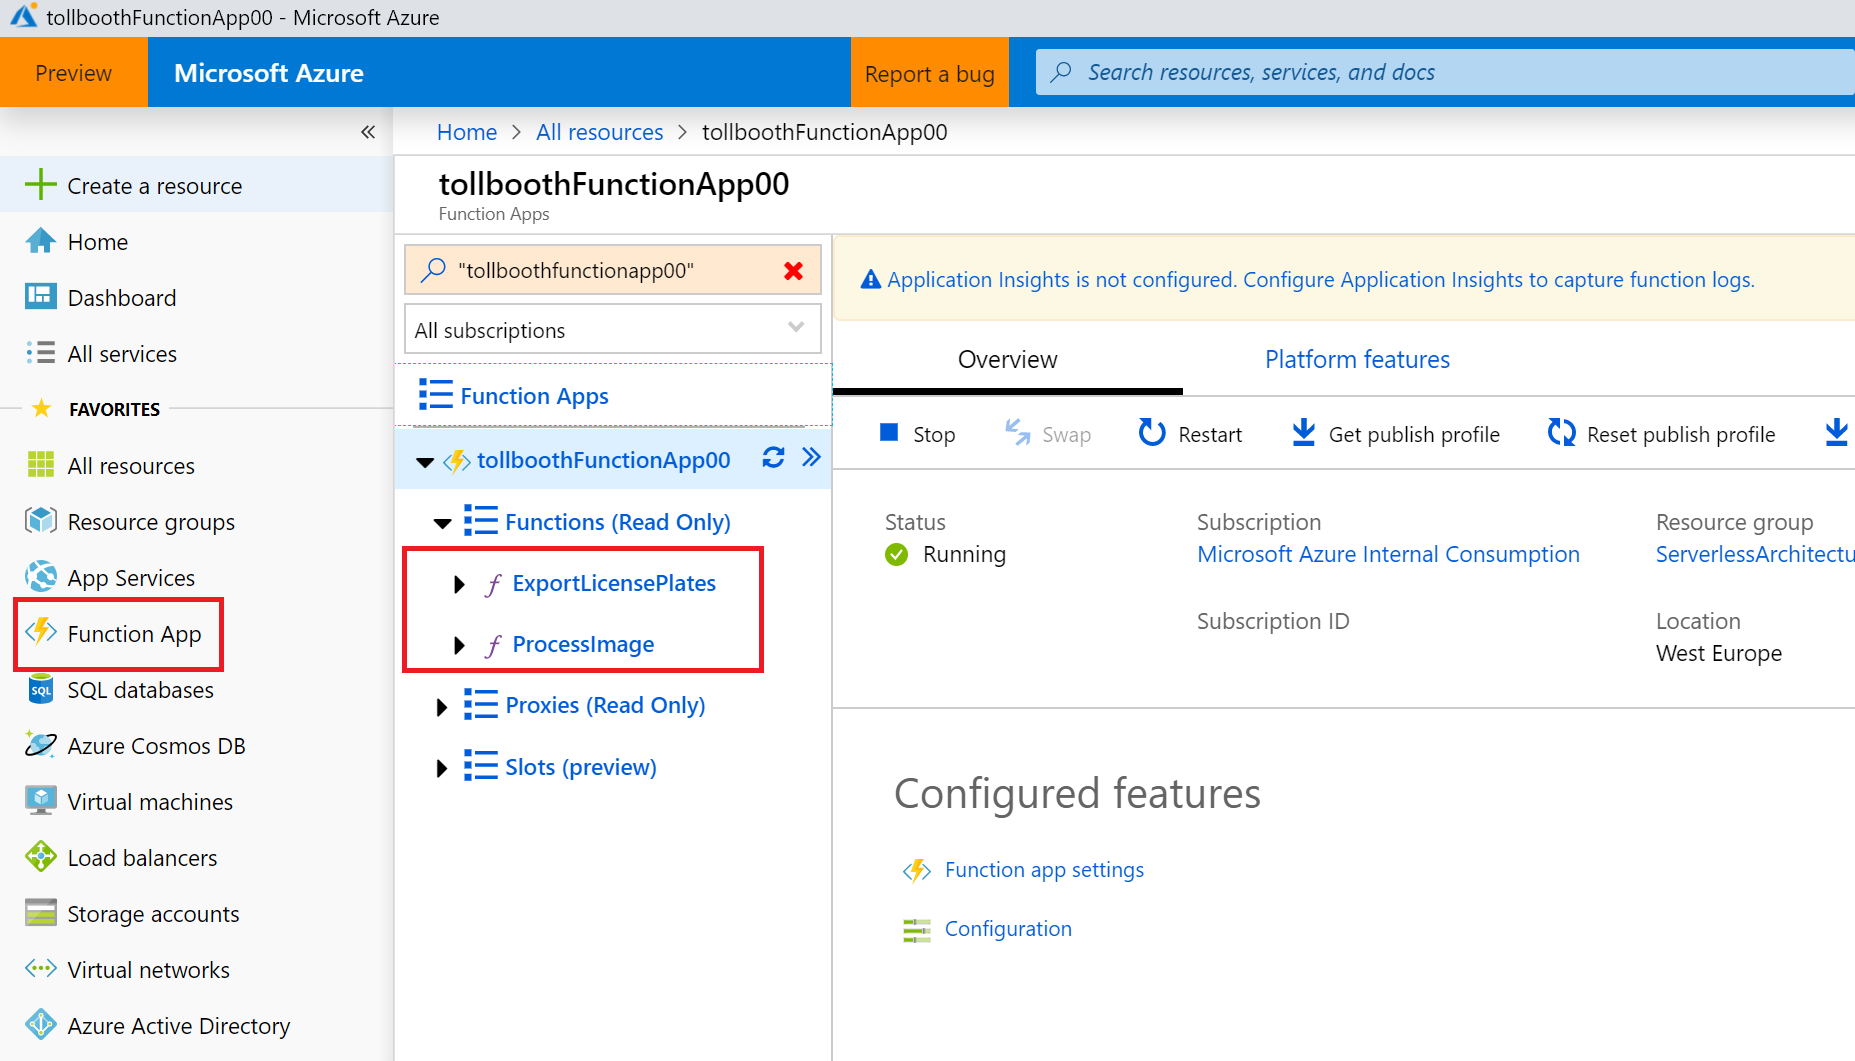 tollboothFunctionApp00 - Microsoft Azure
Preview
Microsoft Azure
Report a bug
Search resources, services, and docs
«
Create a resource
Home
Dashboard
All services
FAVORITES
All resources
Resource groups
App Services
Function App
SQL databases
Azure Cosmos DB
Virtual machines
Load balancers
Storage accounts
Virtual networks
Azure Active Directory
Home > All resources > tollboothFunctionApp00
tollboothFunctionApp00
Function Apps
"tollboothfunctionapp00"
All subscriptions
Function Apps
tollboothFunctionApp00
Functions (Read Only)
ExportLicensePlates
ProcessImage
Proxies (Read Only)
Slots (preview)
Application Insights is not configured. Configure Application Insights to capture function logs.
Overview Platform features
Stop Swap Restart Get publish profile Reset publish profile
Status
Running
Subscription
Microsoft Azure Internal Consumption
Subscription ID
Resource group
ServerlessArchitectu
Location
West Europe
Configured features
Function app settings
Configuration